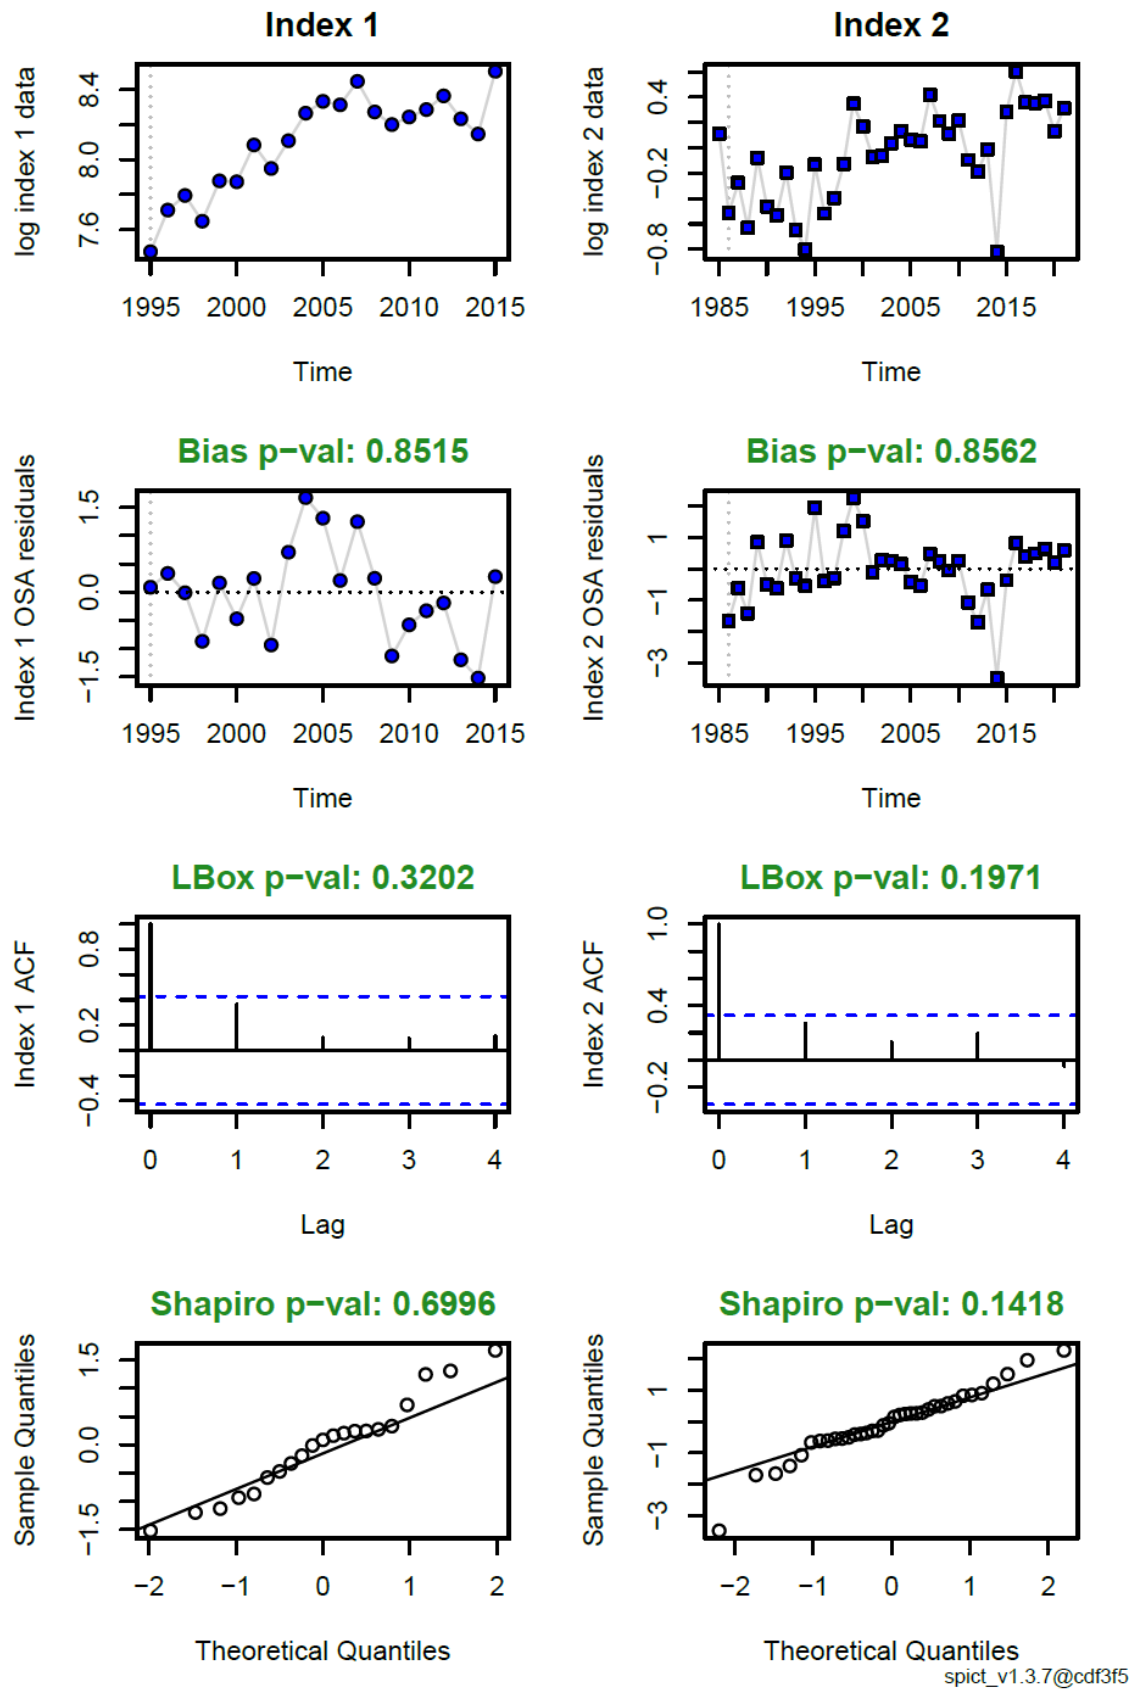 Index 1
log index 1 data
7.6 8.0 8.4
1995 2000 2005 2010 2015
Time
Index 2
log index 2 data
−0.8 −0.2 0.4
1985 1995 2005 2015
Time
Bias p−val: 0.8515
Index 1 OSA residuals
−1.5 0.0 1.5
1995 2000 2005 2010 2015
Time
Bias p−val: 0.8562
Index 2 OSA residuals
−3 −1 1
1985 1995 2005 2015
Time
LBox p−val: 0.3202
Index 1 ACF
−0.4 0.2 0.8
0 1 2 3 4
Lag
LBox p−val: 0.1971
Index 2 ACF
−0.2 0.4 1.0
0 1 2 3 4
Lag
Shapiro p−val: 0.6996
Sample Quantiles
−1.5 0.0 1.5
−2 −1 0 1 2
Theoretical Quantiles
Shapiro p−val: 0.1418
Sample Quantiles
−3 −1 1
−2 −1 0 1 2
Theoretical Quantiles
spict_v1.3.7@cdf3f5